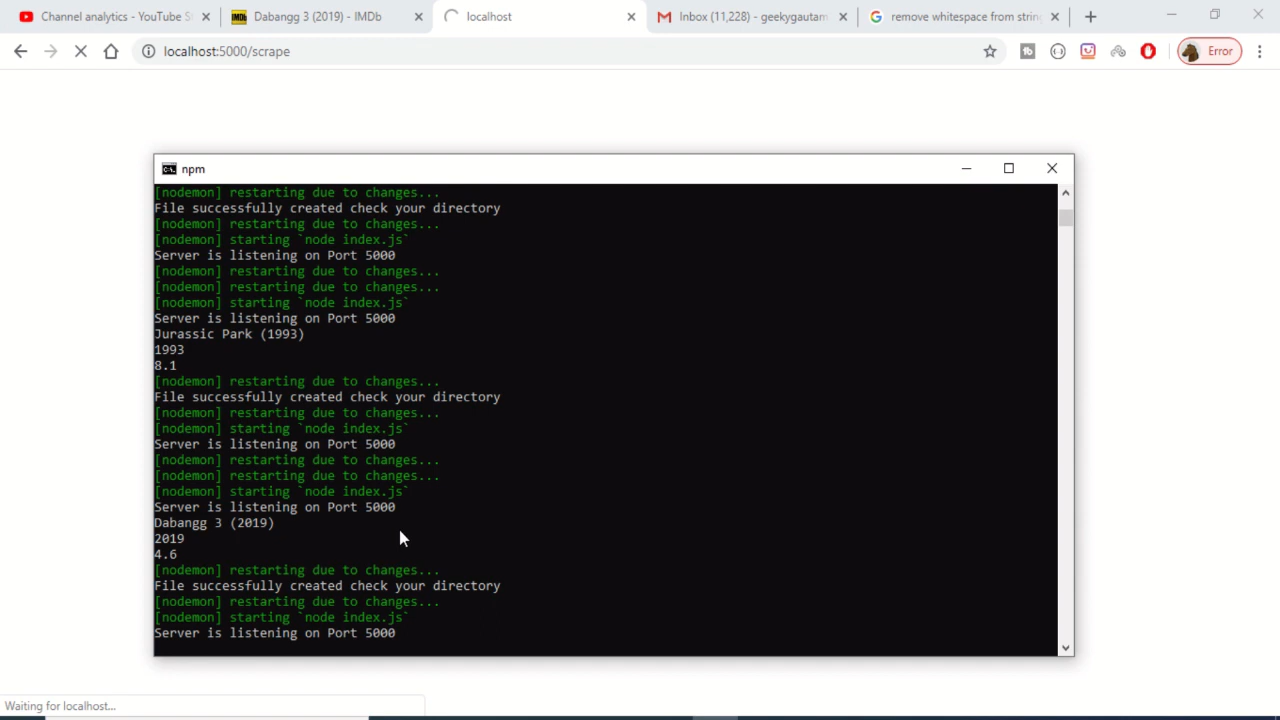 Channel analytics - YouTube S
IMDb Dabangg 3 (2019) - IMDb
localhost
Inbox (11,228) - geekygautam
remove whitespace from string
localhost:5000/scrape
Error
npm
[nodemon] restarting due to changes...
File successfully created check your directory
[nodemon] restarting due to changes...
[nodemon] starting `node index.js`
Server is listening on Port 5000
[nodemon] restarting due to changes...
[nodemon] restarting due to changes...
[nodemon] starting `node index.js`
Server is listening on Port 5000
Jurassic Park (1993)
1993
8.1
[nodemon] restarting due to changes...
File successfully created check your directory
[nodemon] restarting due to changes...
[nodemon] starting `node index.js`
Server is listening on Port 5000
[nodemon] restarting due to changes...
[nodemon] restarting due to changes...
[nodemon] starting `node index.js`
Server is listening on Port 5000
Dabangg 3 (2019)
2019
4.6
[nodemon] restarting due to changes...
File successfully created check your directory
[nodemon] restarting due to changes...
[nodemon] starting `node index.js`
Server is listening on Port 5000
Waiting for localhost...